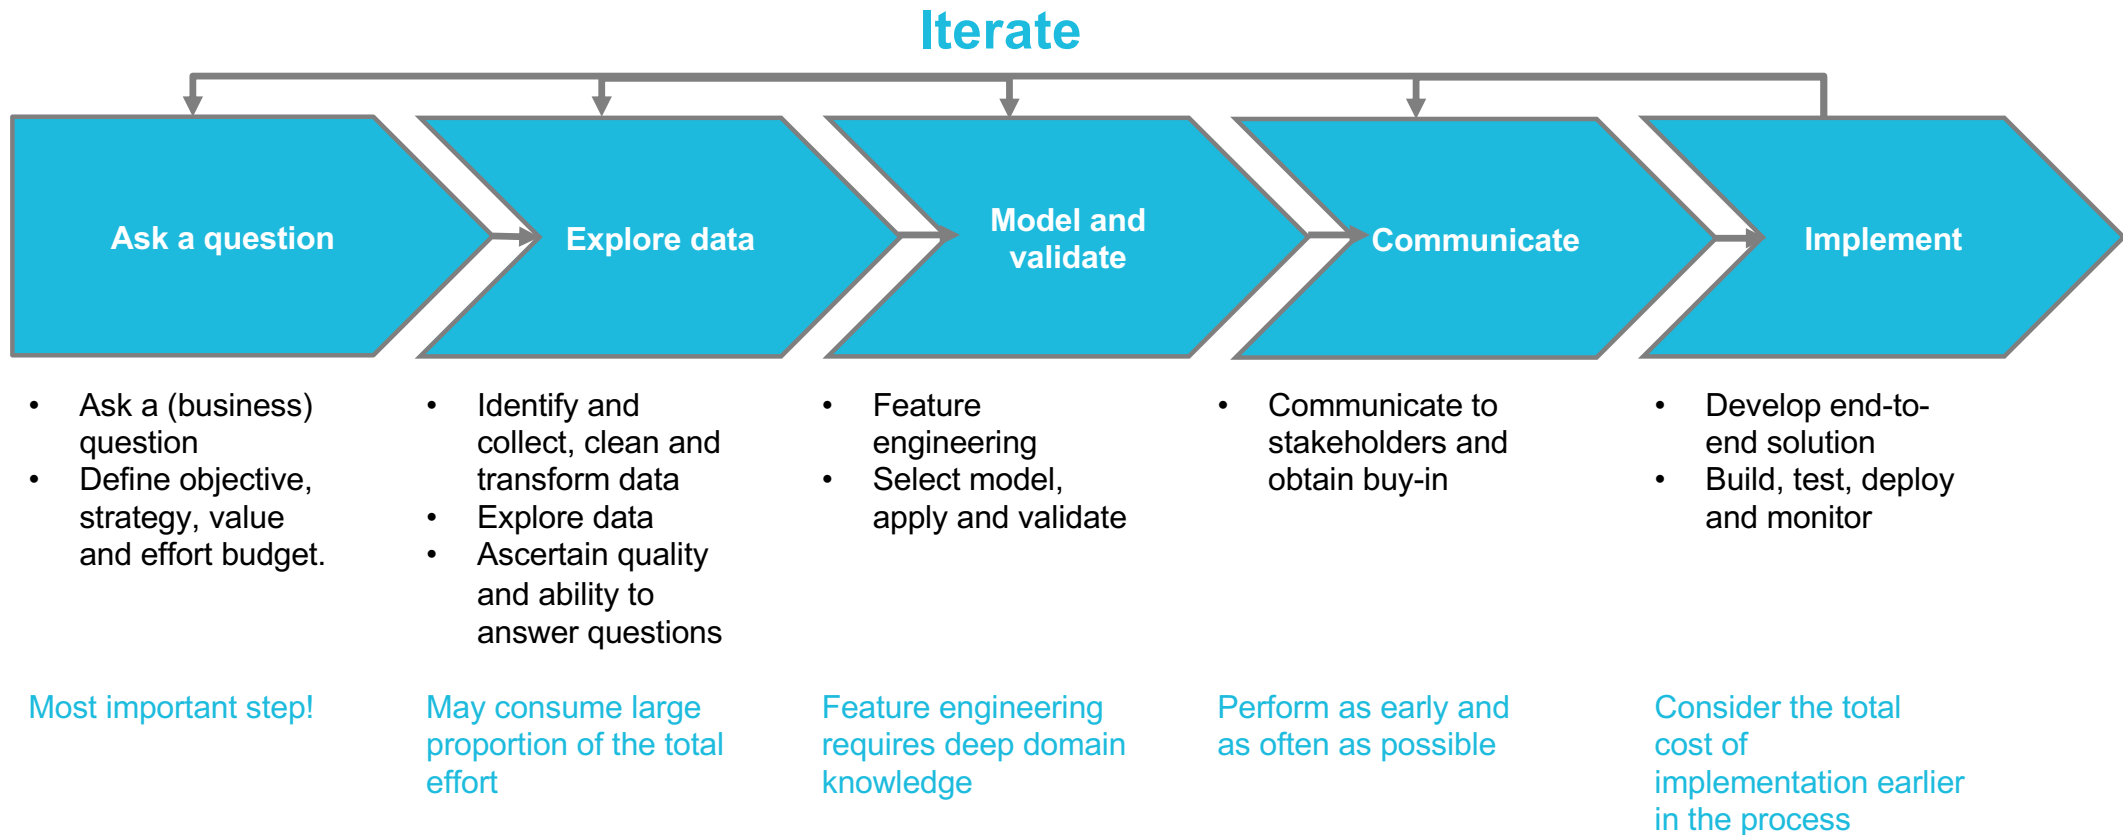 Iterate
Ask a question
Explore data
Model and
validate
Communicate
Implement
• Ask a (business)
question
• Define objective,
strategy, value
and effort budget.
• Identify and
collect, clean and
transform data
• Explore data
• Ascertain quality
and ability to
answer questions
• Feature
engineering
• Select model,
apply and validate
• Communicate to
stakeholders and
obtain buy-in
• Develop end-to-
end solution
• Build, test, deploy
and monitor
Most important step!
May consume large
proportion of the total
effort
Feature engineering
requires deep domain
knowledge
Perform as early and
as often as possible
Consider the total
cost of
implementation earlier
in the process